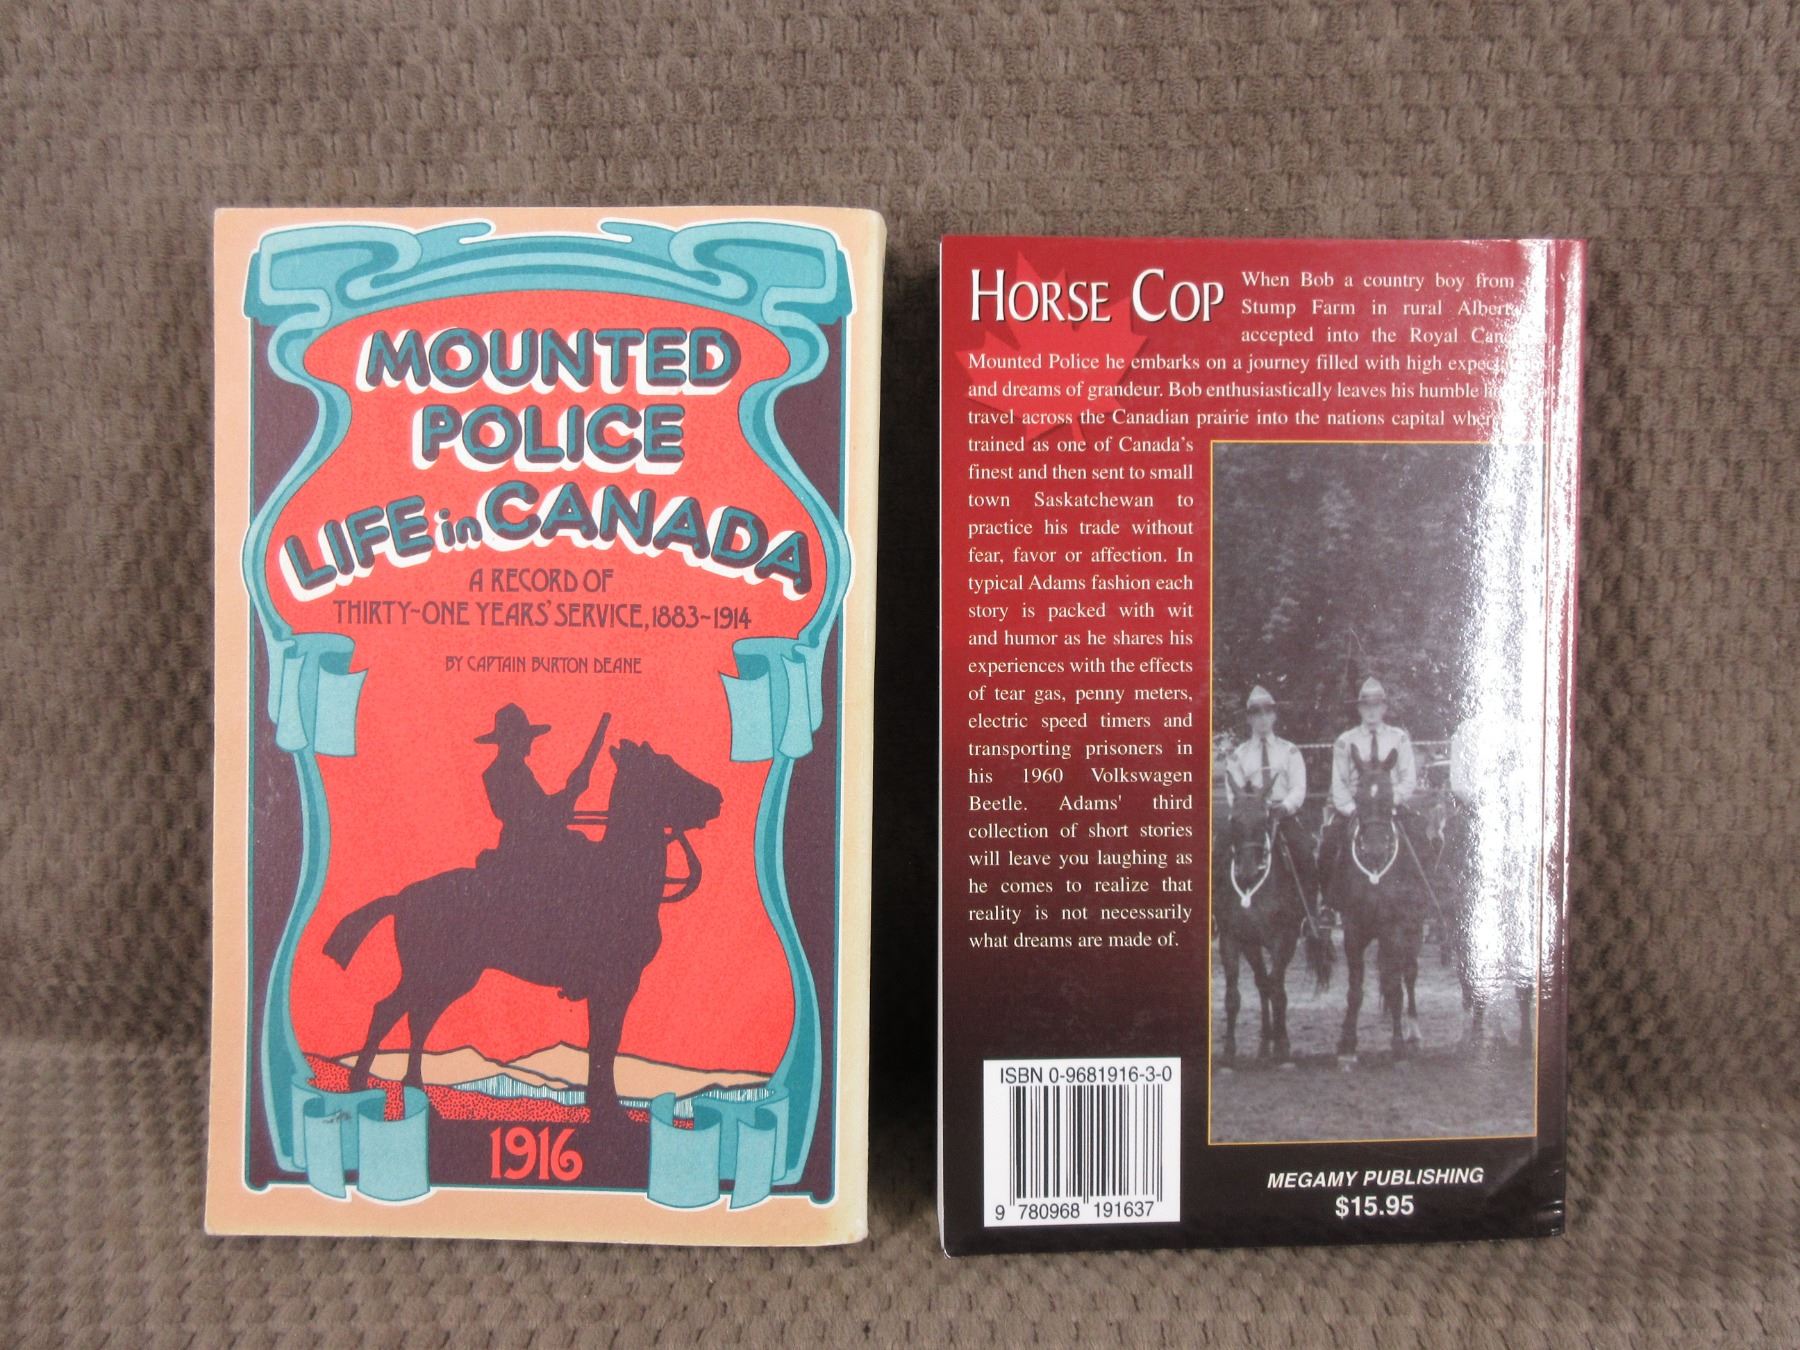 MOUNTED
POLICE
LIFE in CANADA
A RECORD OF
THIRTY~ONE YEARS' SERVICE, 1883~1914
BY CAPTAIN BURTON DEANE
1916
HORSE COP
When Bob a country boy from
Stump Farm in rural
accepted into the Royal
Mounted Police he embarks on a journey filled with high
and dreams of grandeur. Bob enthusiastically leaves his humble
travel across the Canadian prairie into the nations capital
trained as one of Canada's
finest and then sent to small
town Saskatchewan to
practice his trade without
fear, favor or affection. In
typical Adams fashion each
story is packed with wit
and humor as he shares his
experiences with the effects
of tear gas, penny meters,
electric speed timers and
transporting prisoners in
his 1960 Volkswagen
Beetle. Adams' third
collection of short stories
will leave you laughing as
he comes to realize that
reality is not necessarily
what dreams are made of.
ISBN 0-9681916-3-0
9 780968 191637
MEGAMY PUBLISHING
$15.95